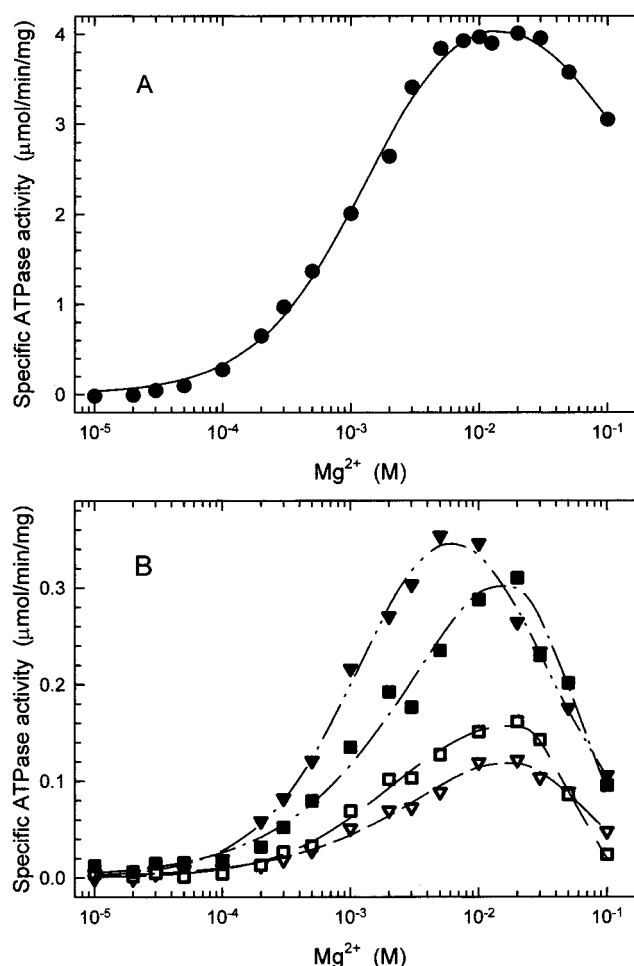 A
Specific ATPase activity (µmol/min/mg)
4
3
2
1
0
10⁻⁵ 10⁻⁴ 10⁻³ 10⁻² 10⁻¹
Mg²⁺ (M)
B
Specific ATPase activity (µmol/min/mg)
0.3
0.2
0.1
0.0
10⁻⁵ 10⁻⁴ 10⁻³ 10⁻² 10⁻¹
Mg²⁺ (M)